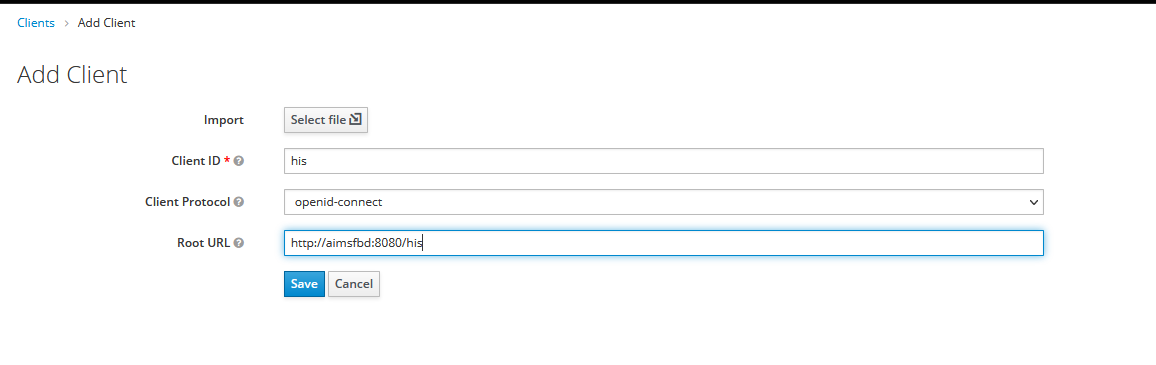 Clients > Add Client
Add Client
Import Select file
Client ID * his
Client Protocol openid-connect
Root URL http://aimsfbd:8080/his
Save Cancel